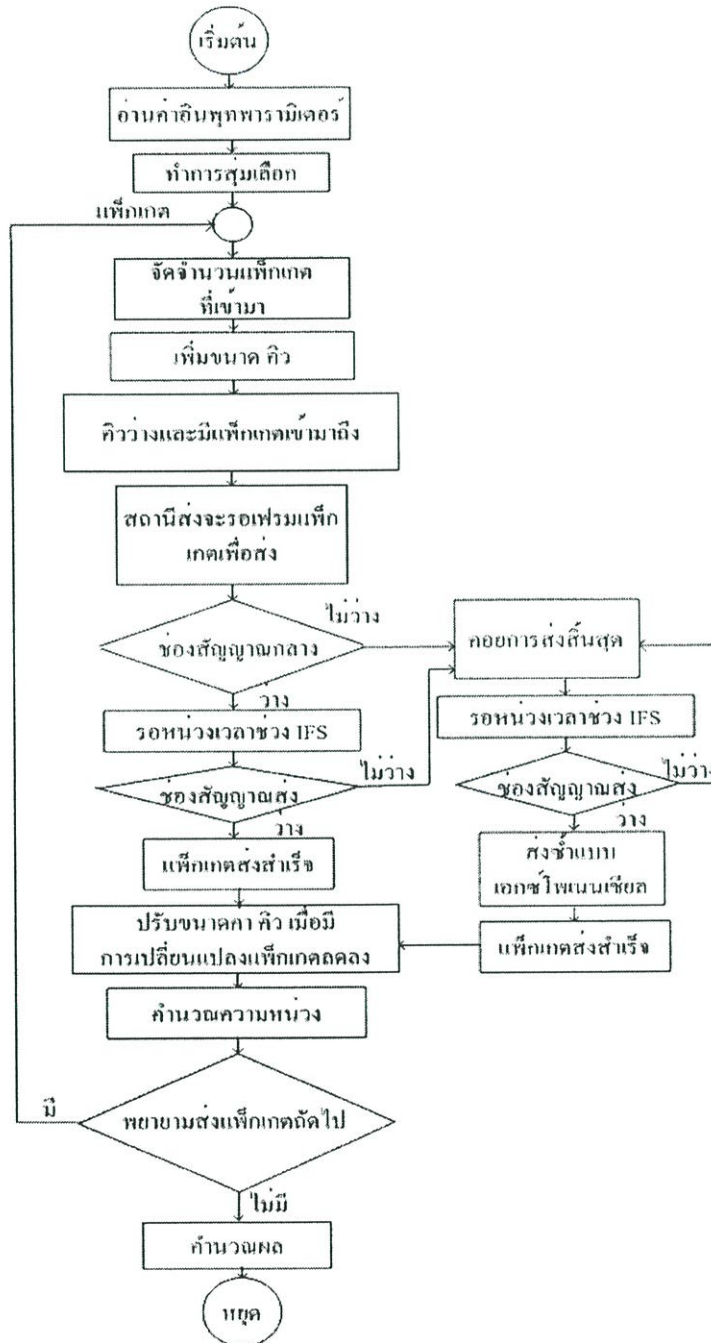 เริ่มต้น
อ่านค่าอินพุทพารามิเตอร์
ทำการสุ่มเลือก
แพ็กเกต
จัดจำนวนแพ็กเกต
ที่เข้ามา
เพิ่มขนาด คิว
คิวว่างและมีแพ็กเกตเข้ามาถึง
สถานีส่งจะรอเฟรมแพ็ก
เกตเพื่อส่ง
ไม่ว่าง
ช่องสัญญาณกลาง
คอยการส่งสิ้นสุด
ว่าง
รอหน่วงเวลาช่วง IFS
รอหน่วงเวลาช่วง IFS
ไม่ว่าง
ช่องสัญญาณส่ง
ไม่ว่าง
ช่องสัญญาณส่ง
ว่าง
ว่าง
แพ็กเกตส่งสำเร็จ
ส่งซ้ำแบบ
เอกซ์โพเนนเชียล
ปรับขนาดคา คิว เมื่อมี
การเปลี่ยนแปลงแพ็กเกตลดลง
แพ็กเกตส่งสำเร็จ
คำนวณความหน่วง
มี
พยายามส่งแพ็กเกตถัดไป
ไม่มี
คำนวณผล
หยุด